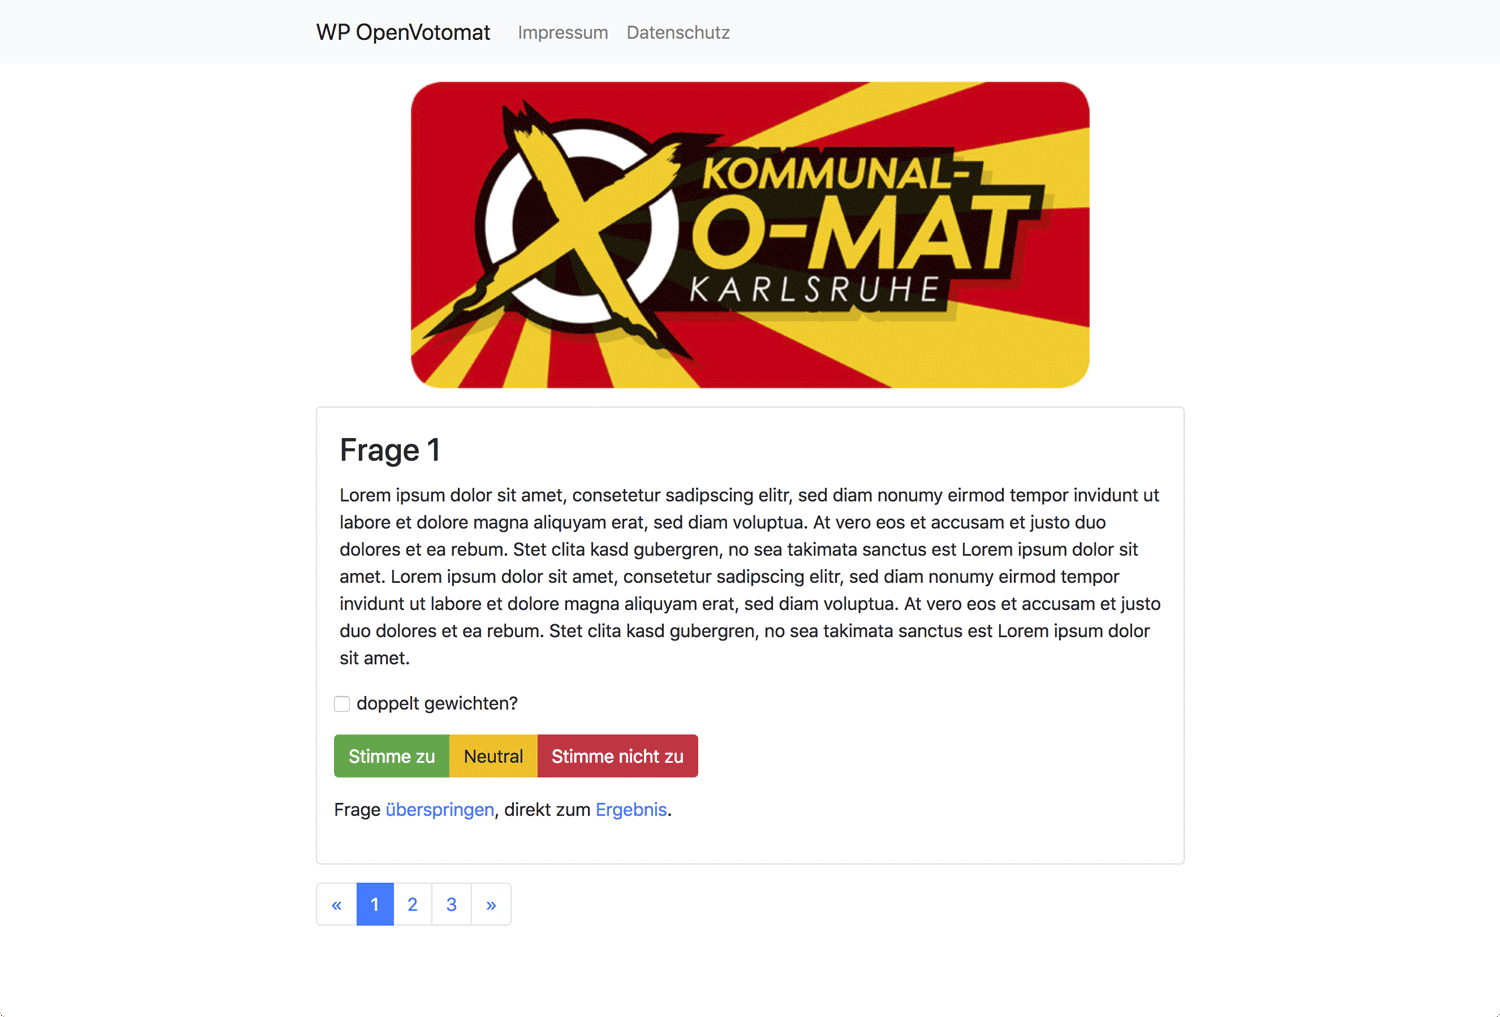 WP OpenVotomat Impressum Datenschutz
KOMMUNAL-
O-MAT
KARLSRUHE
Frage 1
Lorem ipsum dolor sit amet, consetetur sadipscing elitr, sed diam nonumy eirmod tempor invidunt ut
labore et dolore magna aliquyam erat, sed diam voluptua. At vero eos et accusam et justo duo
dolores et ea rebum. Stet clita kasd gubergren, no sea takimata sanctus est Lorem ipsum dolor sit
amet. Lorem ipsum dolor sit amet, consetetur sadipscing elitr, sed diam nonumy eirmod tempor
invidunt ut labore et dolore magna aliquyam erat, sed diam voluptua. At vero eos et accusam et justo
duo dolores et ea rebum. Stet clita kasd gubergren, no sea takimata sanctus est Lorem ipsum dolor
sit amet.
doppelt gewichten?
Stimme zu Neutral Stimme nicht zu
Frage überspringen, direkt zum Ergebnis.
« 1 2 3 »